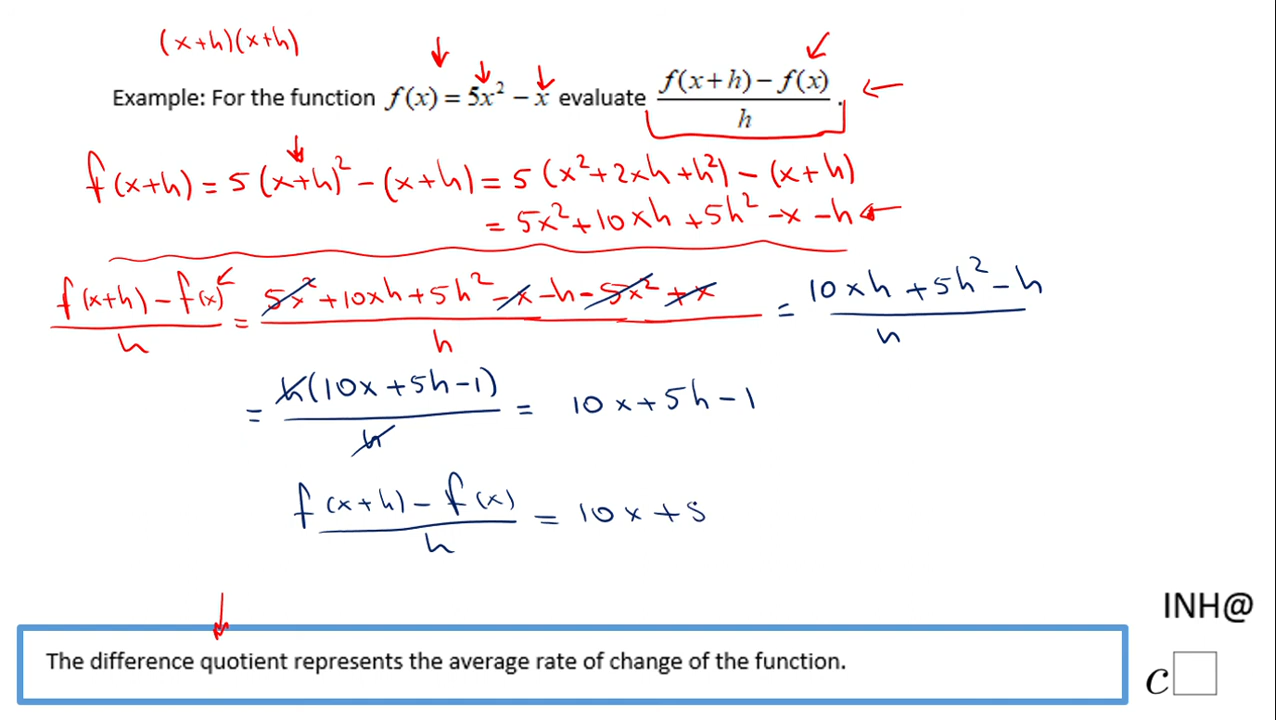 (x+h)(x+h)
Example: For the function f(x) = 5x² − x evaluate (f(x+h) − f(x))/h.
f(x+h) = 5(x+h)² − (x+h) = 5(x²+2xh+h²) − (x+h)
= 5x²+10xh+5h²−x−h
(f(x+h) − f(x))/h = (5x²+10xh+5h²−x−h−5x²+x)/h = (10xh+5h²−h)/h
= h(10x+5h−1)/h = 10x+5h−1
(f(x+h) − f(x))/h = 10x+5
INH@
The difference quotient represents the average rate of change of the function.
c